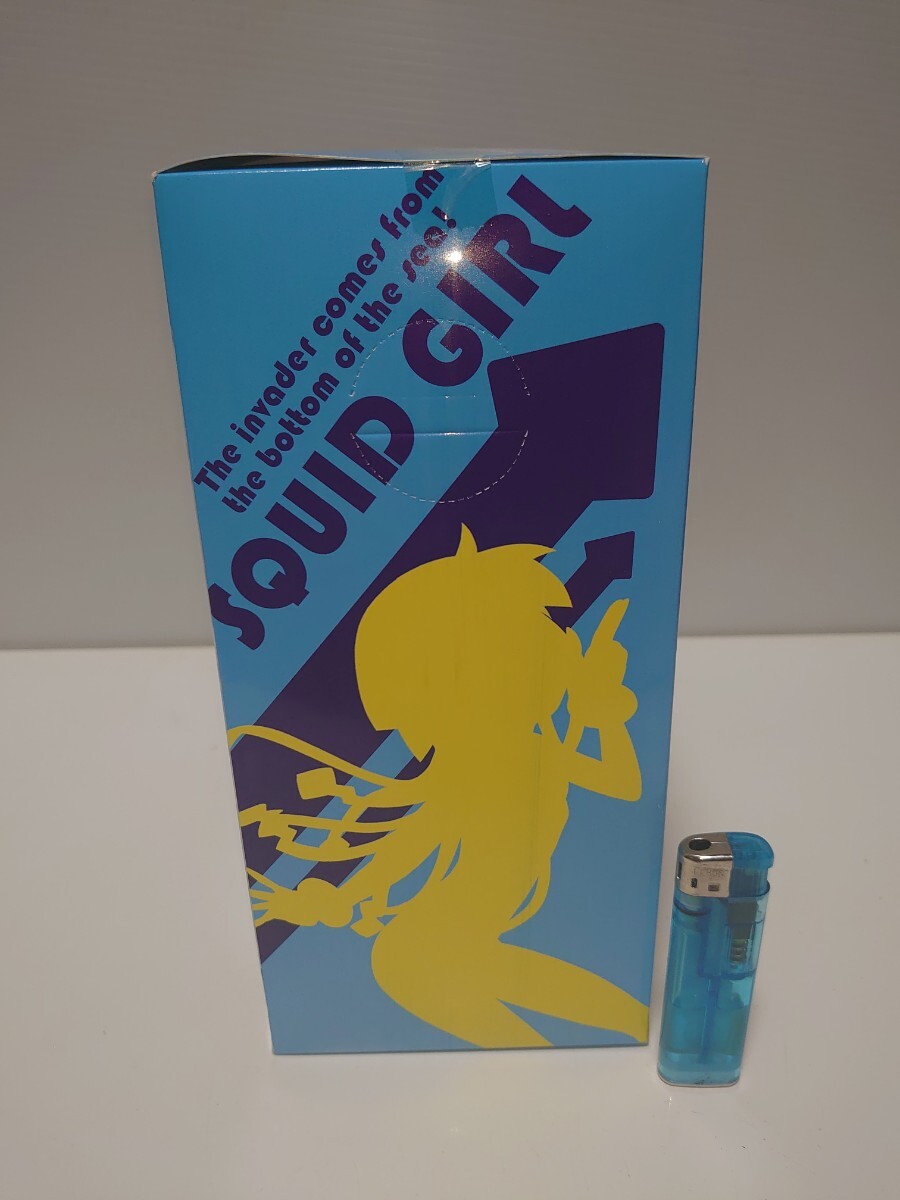 The invader comes from
the bottom of the sea!
SQUID GIRL